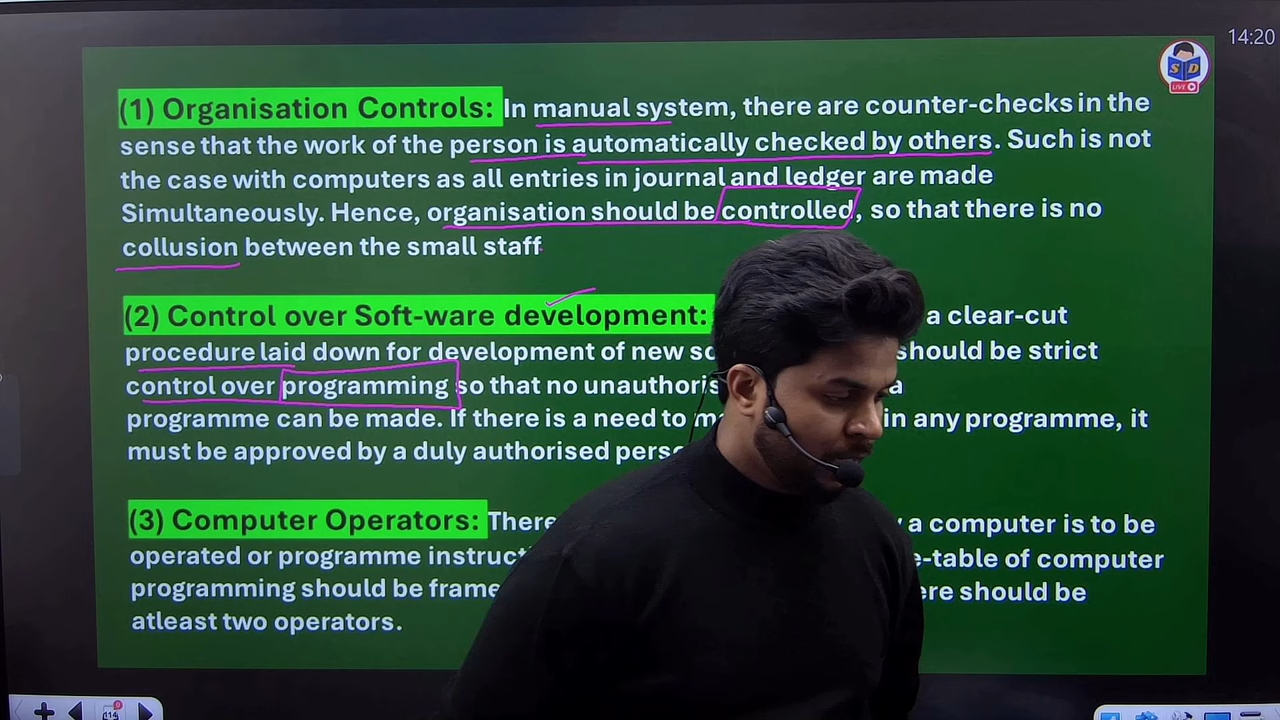 14:20
S D
LIVE
(1) Organisation Controls: In manual system, there are counter-checks in the
sense that the work of the person is automatically checked by others. Such is not
the case with computers as all entries in journal and ledger are made
Simultaneously. Hence, organisation should be controlled, so that there is no
collusion between the small staff
(2) Control over Soft-ware development: a clear-cut
procedure laid down for development of new should be strict
control over programming so that no a
programme can be made. If there is a need to in any programme, it
must be approved by a duly authorised
(3) Computer Operators: There a computer is to be
operated or programme of computer
programming should be should be
atleast two operators.
114